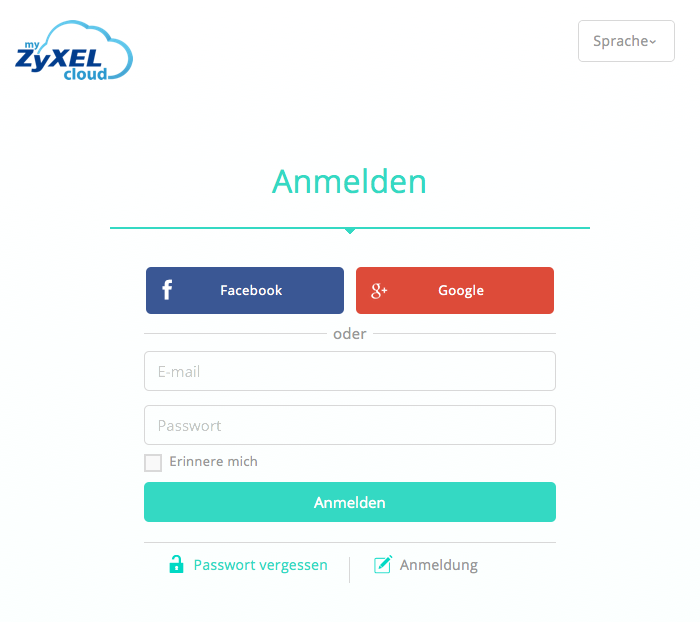 my
ZyXEL
cloud
Sprache
Anmelden
Facebook
g+ Google
oder
E-mail
Passwort
Erinnere mich
Anmelden
Passwort vergessen
Anmeldung